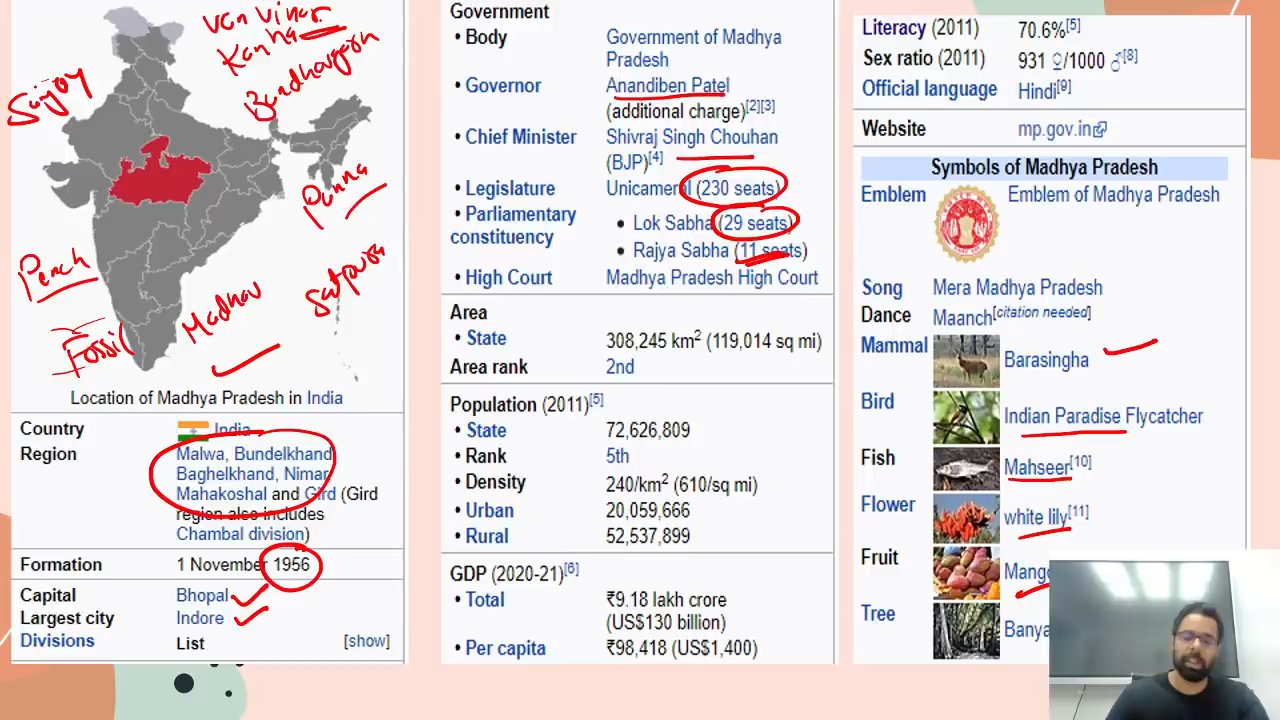 Van Vihar
Kanha
Bandhavgarh
Sanjay
Panna
Pench
Satpura
Madhav
Fossil
Location of Madhya Pradesh in India
Country India
Region Malwa, Bundelkhand
Baghelkhand, Nimar
Mahakoshal and Gird (Gird
region also includes
Chambal division)
Formation 1 November 1956
Capital Bhopal
Largest city Indore
Divisions List [show]
Government
• Body Government of Madhya
Pradesh
• Governor Anandiben Patel
(additional charge)[2][3]
• Chief Minister Shivraj Singh Chouhan
(BJP)[4]
• Legislature Unicameral (230 seats)
• Parliamentary
constituency
• Lok Sabha (29 seats)
• Rajya Sabha (11 seats)
• High Court Madhya Pradesh High Court
Area
• State 308,245 km² (119,014 sq mi)
Area rank 2nd
Population (2011)[5]
• State 72,626,809
• Rank 5th
• Density 240/km² (610/sq mi)
• Urban 20,059,666
• Rural 52,537,899
GDP (2020-21)[6]
• Total ₹9.18 lakh crore
(US$130 billion)
• Per capita ₹98,418 (US$1,400)
Literacy (2011) 70.6%[5]
Sex ratio (2011) 931 ♀/1000 ♂[8]
Official language Hindi[9]
Website mp.gov.in
Symbols of Madhya Pradesh
Emblem Emblem of Madhya Pradesh
Song Mera Madhya Pradesh
Dance Maanch[citation needed]
Mammal Barasingha
Bird Indian Paradise Flycatcher
Fish Mahseer[10]
Flower white lily[11]
Fruit Mang
Tree Banya